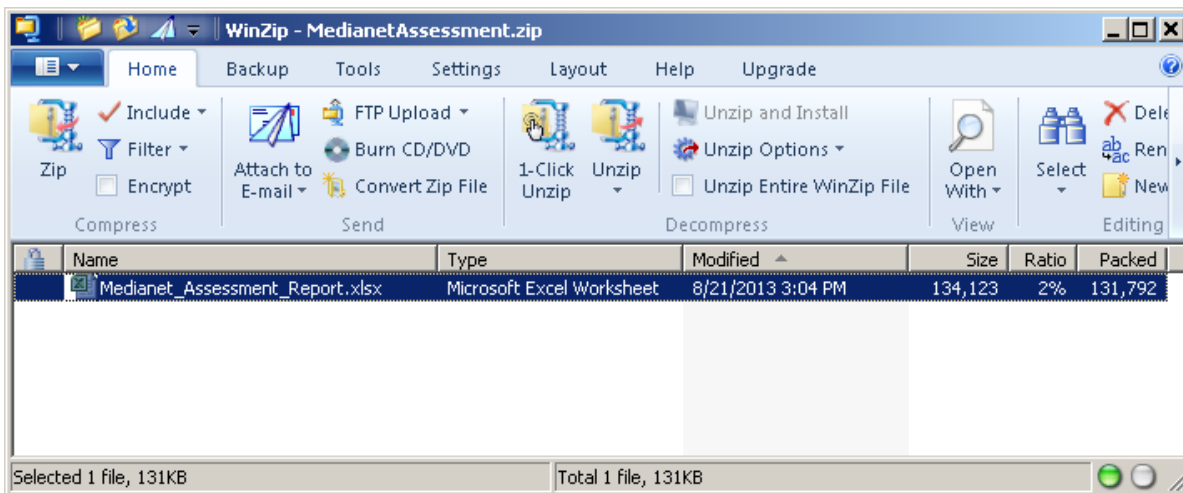 WinZip - MedianetAssessment.zip
Home Backup Tools Settings Layout Help Upgrade
Zip
Include
Filter
Encrypt
Compress
Attach to
E-mail
FTP Upload
Burn CD/DVD
Convert Zip File
Send
1-Click
Unzip
Unzip
Unzip and Install
Unzip Options
Unzip Entire WinZip File
Decompress
Open
With
View
Select
Dele
Ren
New
Editing
Name Type Modified Size Ratio Packed
Medianet_Assessment_Report.xlsx Microsoft Excel Worksheet 8/21/2013 3:04 PM 134,123 2% 131,792
Selected 1 file, 131KB Total 1 file, 131KB